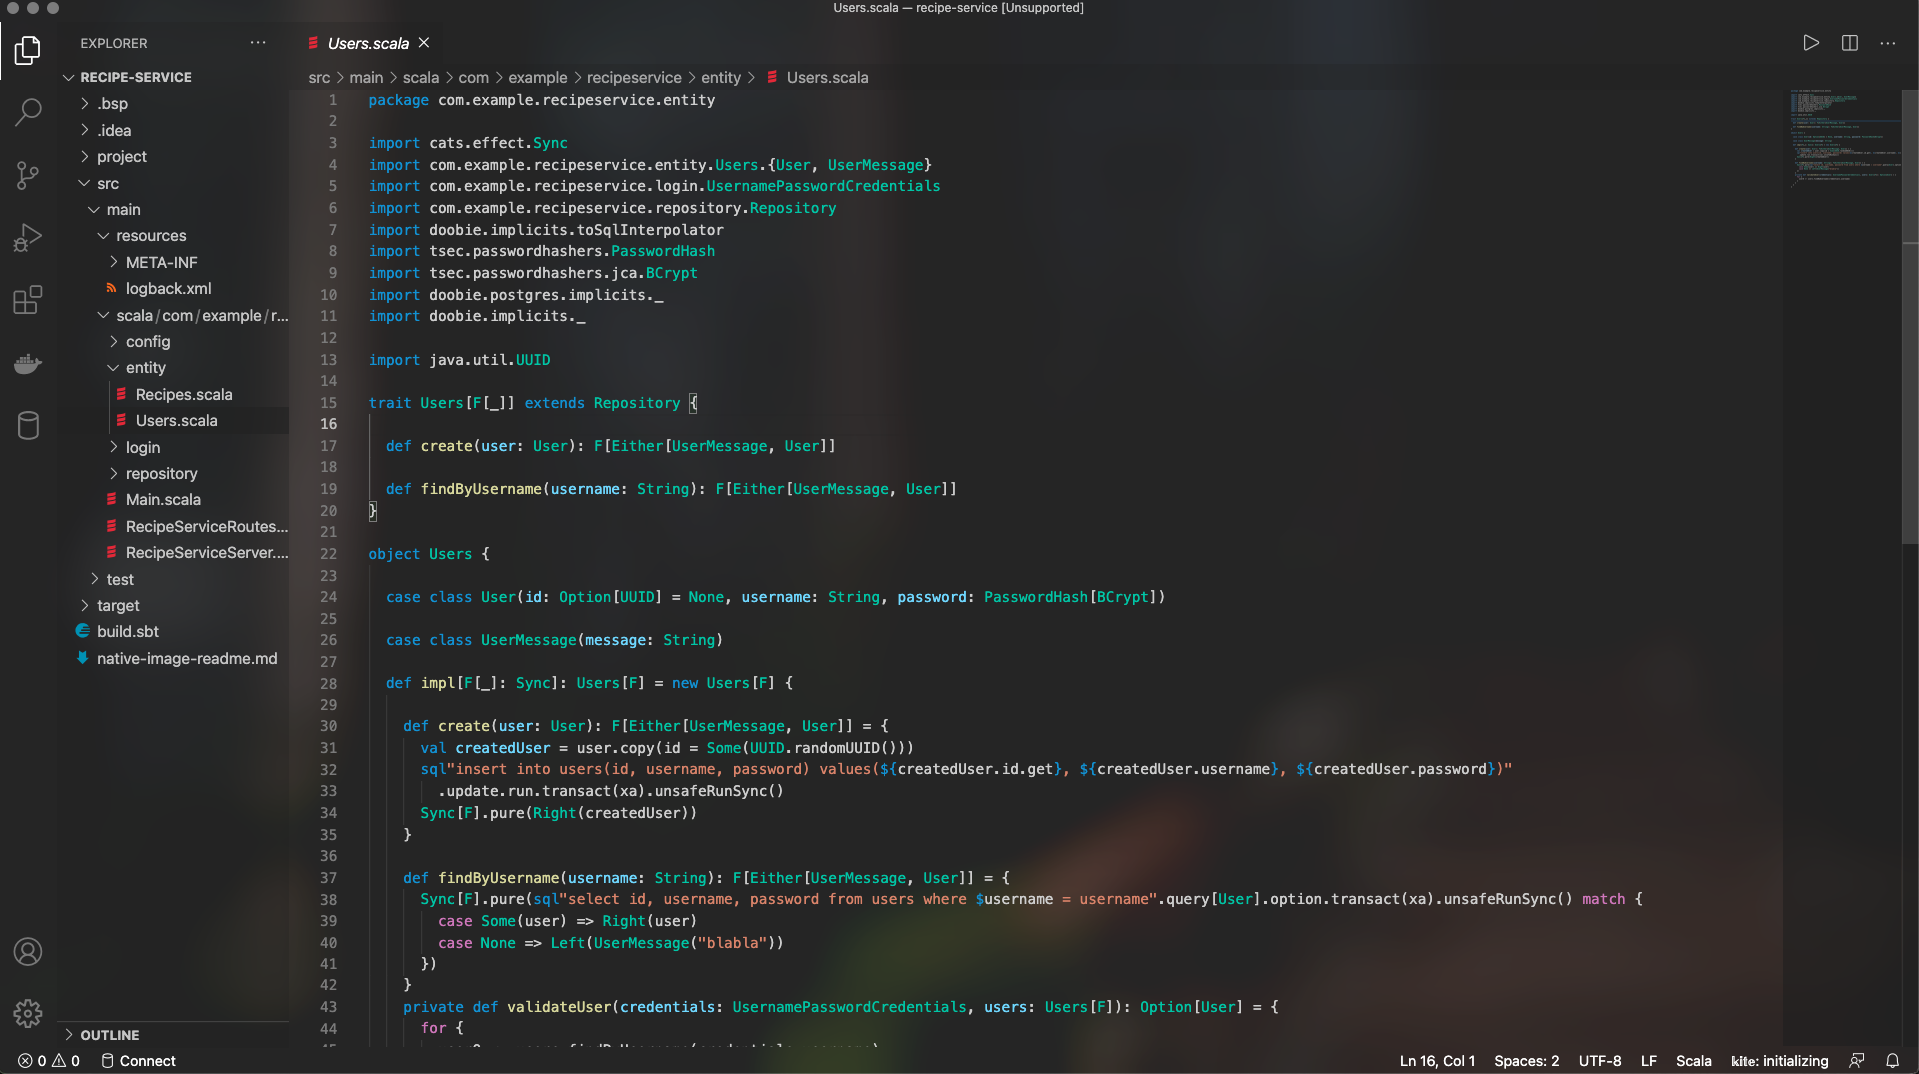 Users.scala — recipe-service [Unsupported]
EXPLORER
Users.scala
RECIPE-SERVICE
.bsp
.idea
project
src
main
resources
META-INF
logback.xml
scala/com/example/r...
config
entity
Recipes.scala
Users.scala
login
repository
Main.scala
RecipeServiceRoutes...
RecipeServiceServer....
test
target
build.sbt
native-image-readme.md
OUTLINE
src > main > scala > com > example > recipeservice > entity > Users.scala
1 package com.example.recipeservice.entity
2
3 import cats.effect.Sync
4 import com.example.recipeservice.entity.Users.{User, UserMessage}
5 import com.example.recipeservice.login.UsernamePasswordCredentials
6 import com.example.recipeservice.repository.Repository
7 import doobie.implicits.toSqlInterpolator
8 import tsec.passwordhashers.PasswordHash
9 import tsec.passwordhashers.jca.BCrypt
10 import doobie.postgres.implicits._
11 import doobie.implicits._
12
13 import java.util.UUID
14
15 trait Users[F[_]] extends Repository {
16
17 def create(user: User): F[Either[UserMessage, User]]
18
19 def findByUsername(username: String): F[Either[UserMessage, User]]
20 }
21
22 object Users {
23
24 case class User(id: Option[UUID] = None, username: String, password: PasswordHash[BCrypt])
25
26 case class UserMessage(message: String)
27
28 def impl[F[_]: Sync]: Users[F] = new Users[F] {
29
30 def create(user: User): F[Either[UserMessage, User]] = {
31 val createdUser = user.copy(id = Some(UUID.randomUUID()))
32 sql"insert into users(id, username, password) values(${createdUser.id.get}, ${createdUser.username}, ${createdUser.password})"
33 .update.run.transact(xa).unsafeRunSync()
34 Sync[F].pure(Right(createdUser))
35 }
36
37 def findByUsername(username: String): F[Either[UserMessage, User]] = {
38 Sync[F].pure(sql"select id, username, password from users where $username = username".query[User].option.transact(xa).unsafeRunSync() match {
39 case Some(user) => Right(user)
40 case None => Left(UserMessage("blabla"))
41 })
42 }
43 private def validateUser(credentials: UsernamePasswordCredentials, users: Users[F]): Option[User] = {
44 for {
0 0 Connect
Ln 16, Col 1 Spaces: 2 UTF-8 LF Scala kite: initializing